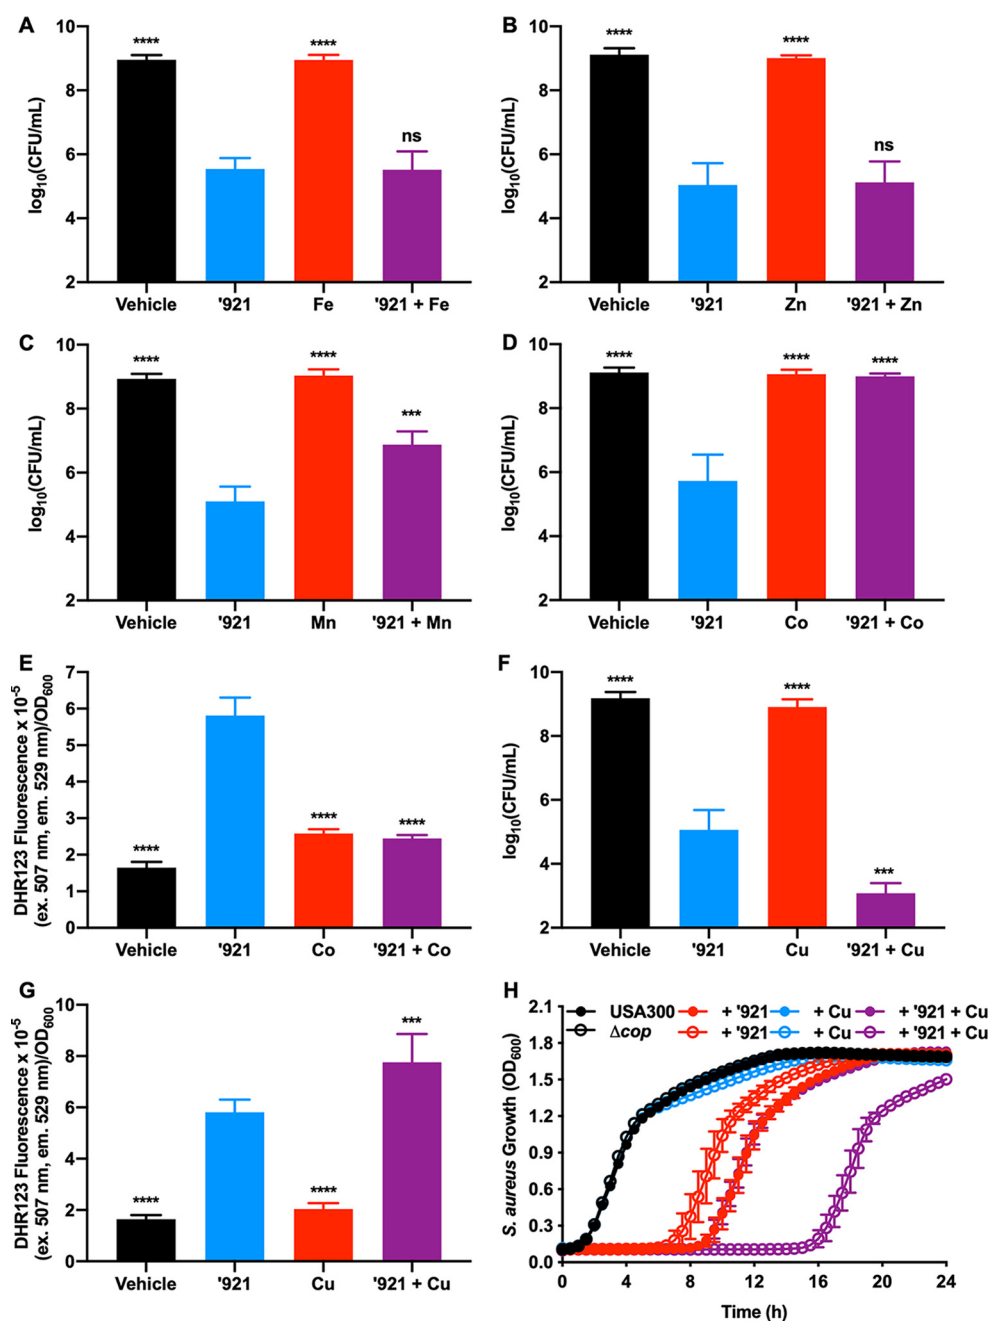 A
log10(CFU/mL)
10
8
6
4
2
****
****
ns
Vehicle '921 Fe '921 + Fe
B
log10(CFU/mL)
10
8
6
4
2
****
****
ns
Vehicle '921 Zn '921 + Zn
C
log10(CFU/mL)
10
8
6
4
2
****
****
***
Vehicle '921 Mn '921 + Mn
D
log10(CFU/mL)
10
8
6
4
2
****
****
****
Vehicle '921 Co '921 + Co
E
DHR123 Fluorescence x 10-5
(ex. 507 nm, em. 529 nm)/OD600
7
6
5
4
3
2
1
0
****
****
****
Vehicle '921 Co '921 + Co
F
log10(CFU/mL)
10
8
6
4
2
****
****
***
Vehicle '921 Cu '921 + Cu
G
DHR123 Fluorescence x 10-5
(ex. 507 nm, em. 529 nm)/OD600
10
8
6
4
2
0
****
****
***
Vehicle '921 Cu '921 + Cu
H
USA300 + '921 + Cu + '921 + Cu
Δcop + '921 + Cu + '921 + Cu
S. aureus Growth (OD600)
2.1
1.8
1.5
1.2
0.9
0.6
0.3
0.0
0 4 8 12 16 20 24
Time (h)